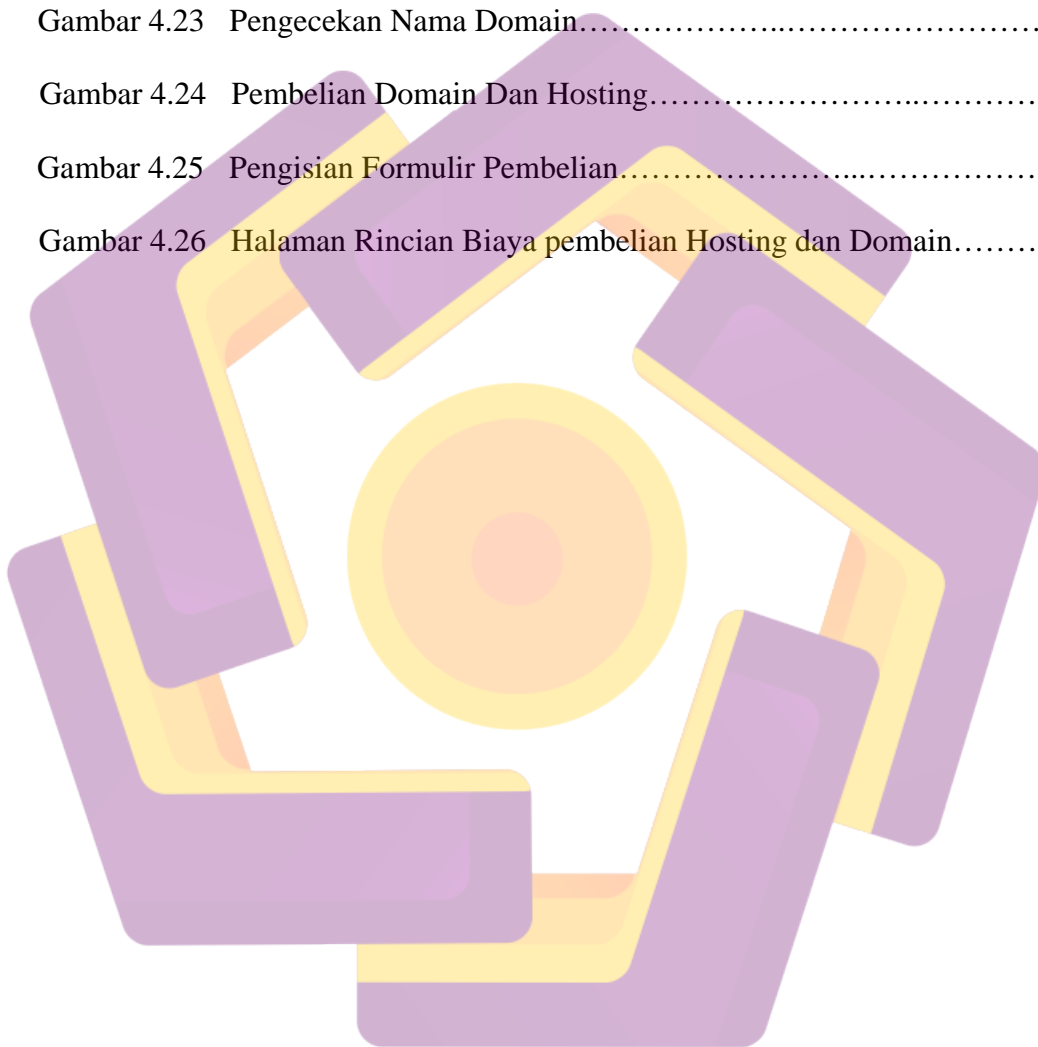 Gambar 4.23 Pengecekan Nama Domain………………..……………………
Gambar 4.24 Pembelian Domain Dan Hosting…….………………..…………
Gambar 4.25 Pengisian Formulir Pembelian…………………...………………
Gambar 4.26 Halaman Rincian Biaya pembelian Hosting dan Domain………